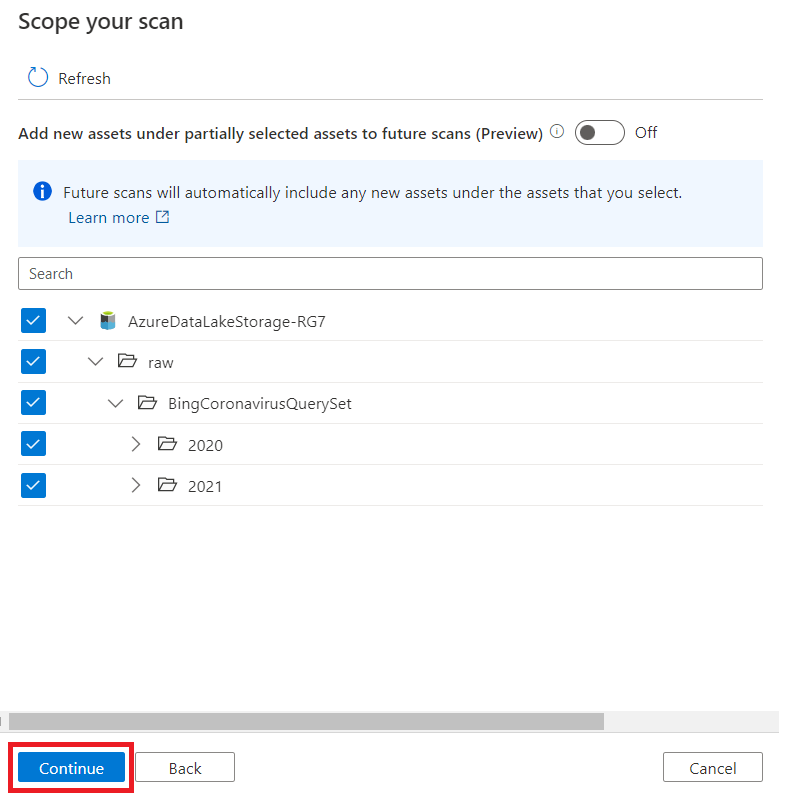 Scope your scan
Refresh
Add new assets under partially selected assets to future scans (Preview) Off
Future scans will automatically include any new assets under the assets that you select.
Learn more
Search
AzureDataLakeStorage-RG7
raw
BingCoronavirusQuerySet
2020
2021
Continue Back Cancel